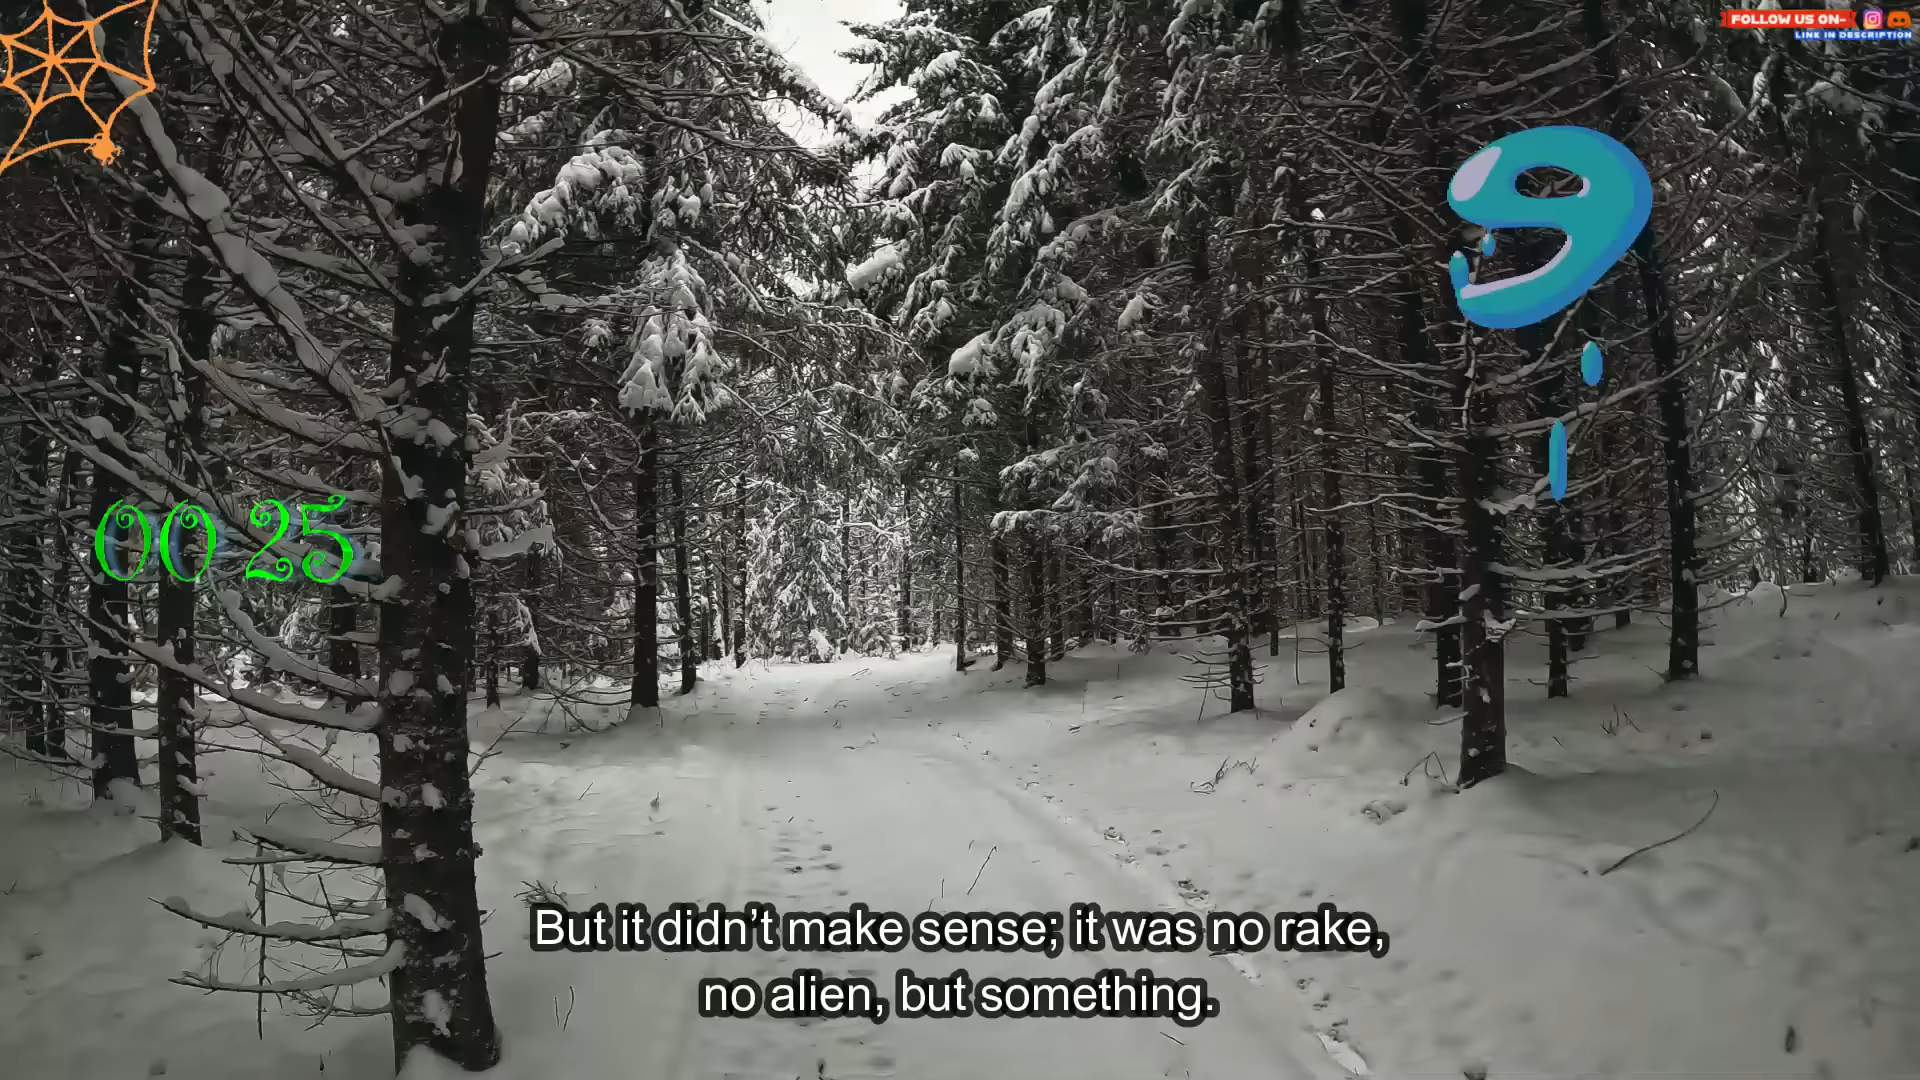 FOLLOW US ON-
LINK IN DESCRIPTION
9
00 25
But it didn’t make sense; it was no rake,
no alien, but something.